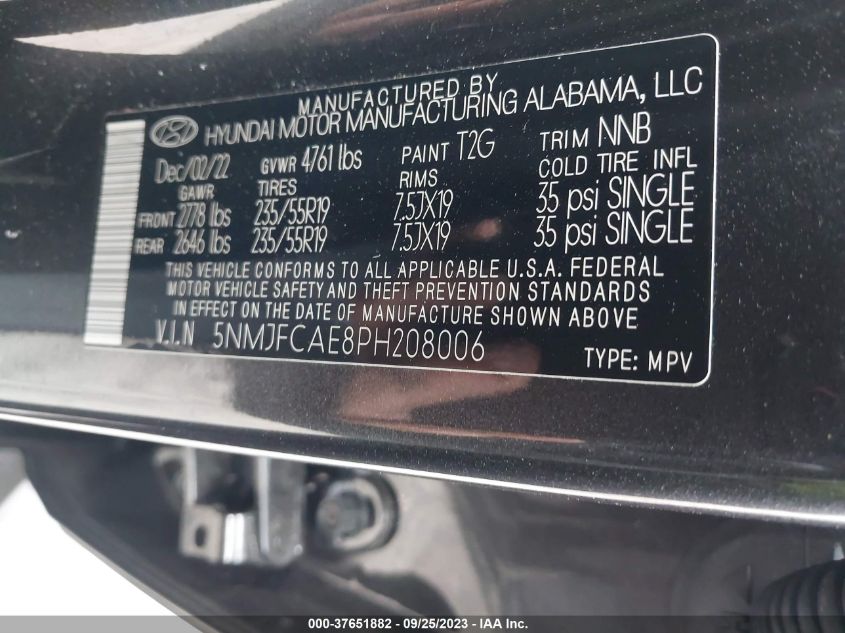 MANUFACTURED BY
HYUNDAI MOTOR MANUFACTURING ALABAMA, LLC
Dec/02/22 GVWR 4761 lbs PAINT T2G TRIM NNB
GAWR TIRES RIMS COLD TIRE INFL
FRONT 2778 lbs 235/55R19 7.5JX19 35 psi SINGLE
REAR 2646 lbs 235/55R19 7.5JX19 35 psi SINGLE
THIS VEHICLE CONFORMS TO ALL APPLICABLE U.S.A. FEDERAL
MOTOR VEHICLE SAFETY AND THEFT PREVENTION STANDARDS
IN EFFECT ON THE DATE OF MANUFACTURE SHOWN ABOVE
V.I.N 5NMJFCAE8PH208006
TYPE: MPV
000-37651882 - 09/25/2023 - IAA Inc.